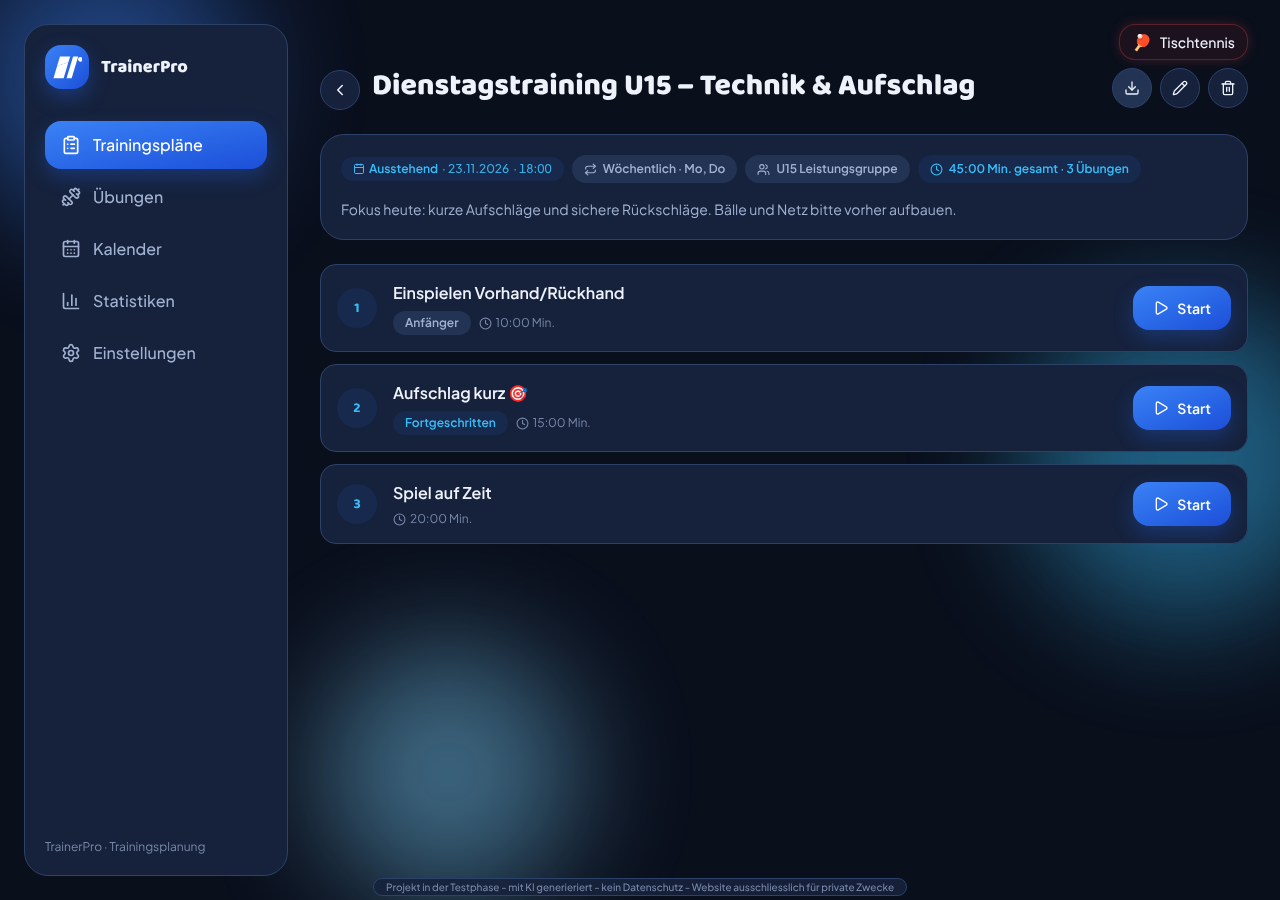 TrainerPro
Trainingspläne
Übungen
Kalender
Statistiken
Einstellungen
TrainerPro · Trainingsplanung
Tischtennis
Dienstagstraining U15 – Technik & Aufschlag
Ausstehend · 23.11.2026 · 18:00
Wöchentlich · Mo, Do
U15 Leistungsgruppe
45:00 Min. gesamt · 3 Übungen
Fokus heute: kurze Aufschläge und sichere Rückschläge. Bälle und Netz bitte vorher aufbauen.
1
Einspielen Vorhand/Rückhand
Anfänger
10:00 Min.
Start
2
Aufschlag kurz 🎯
Fortgeschritten
15:00 Min.
Start
3
Spiel auf Zeit
20:00 Min.
Start
Projekt in der Testphase – mit KI generieriert – kein Datenschutz – Website ausschliesslich für private Zwecke